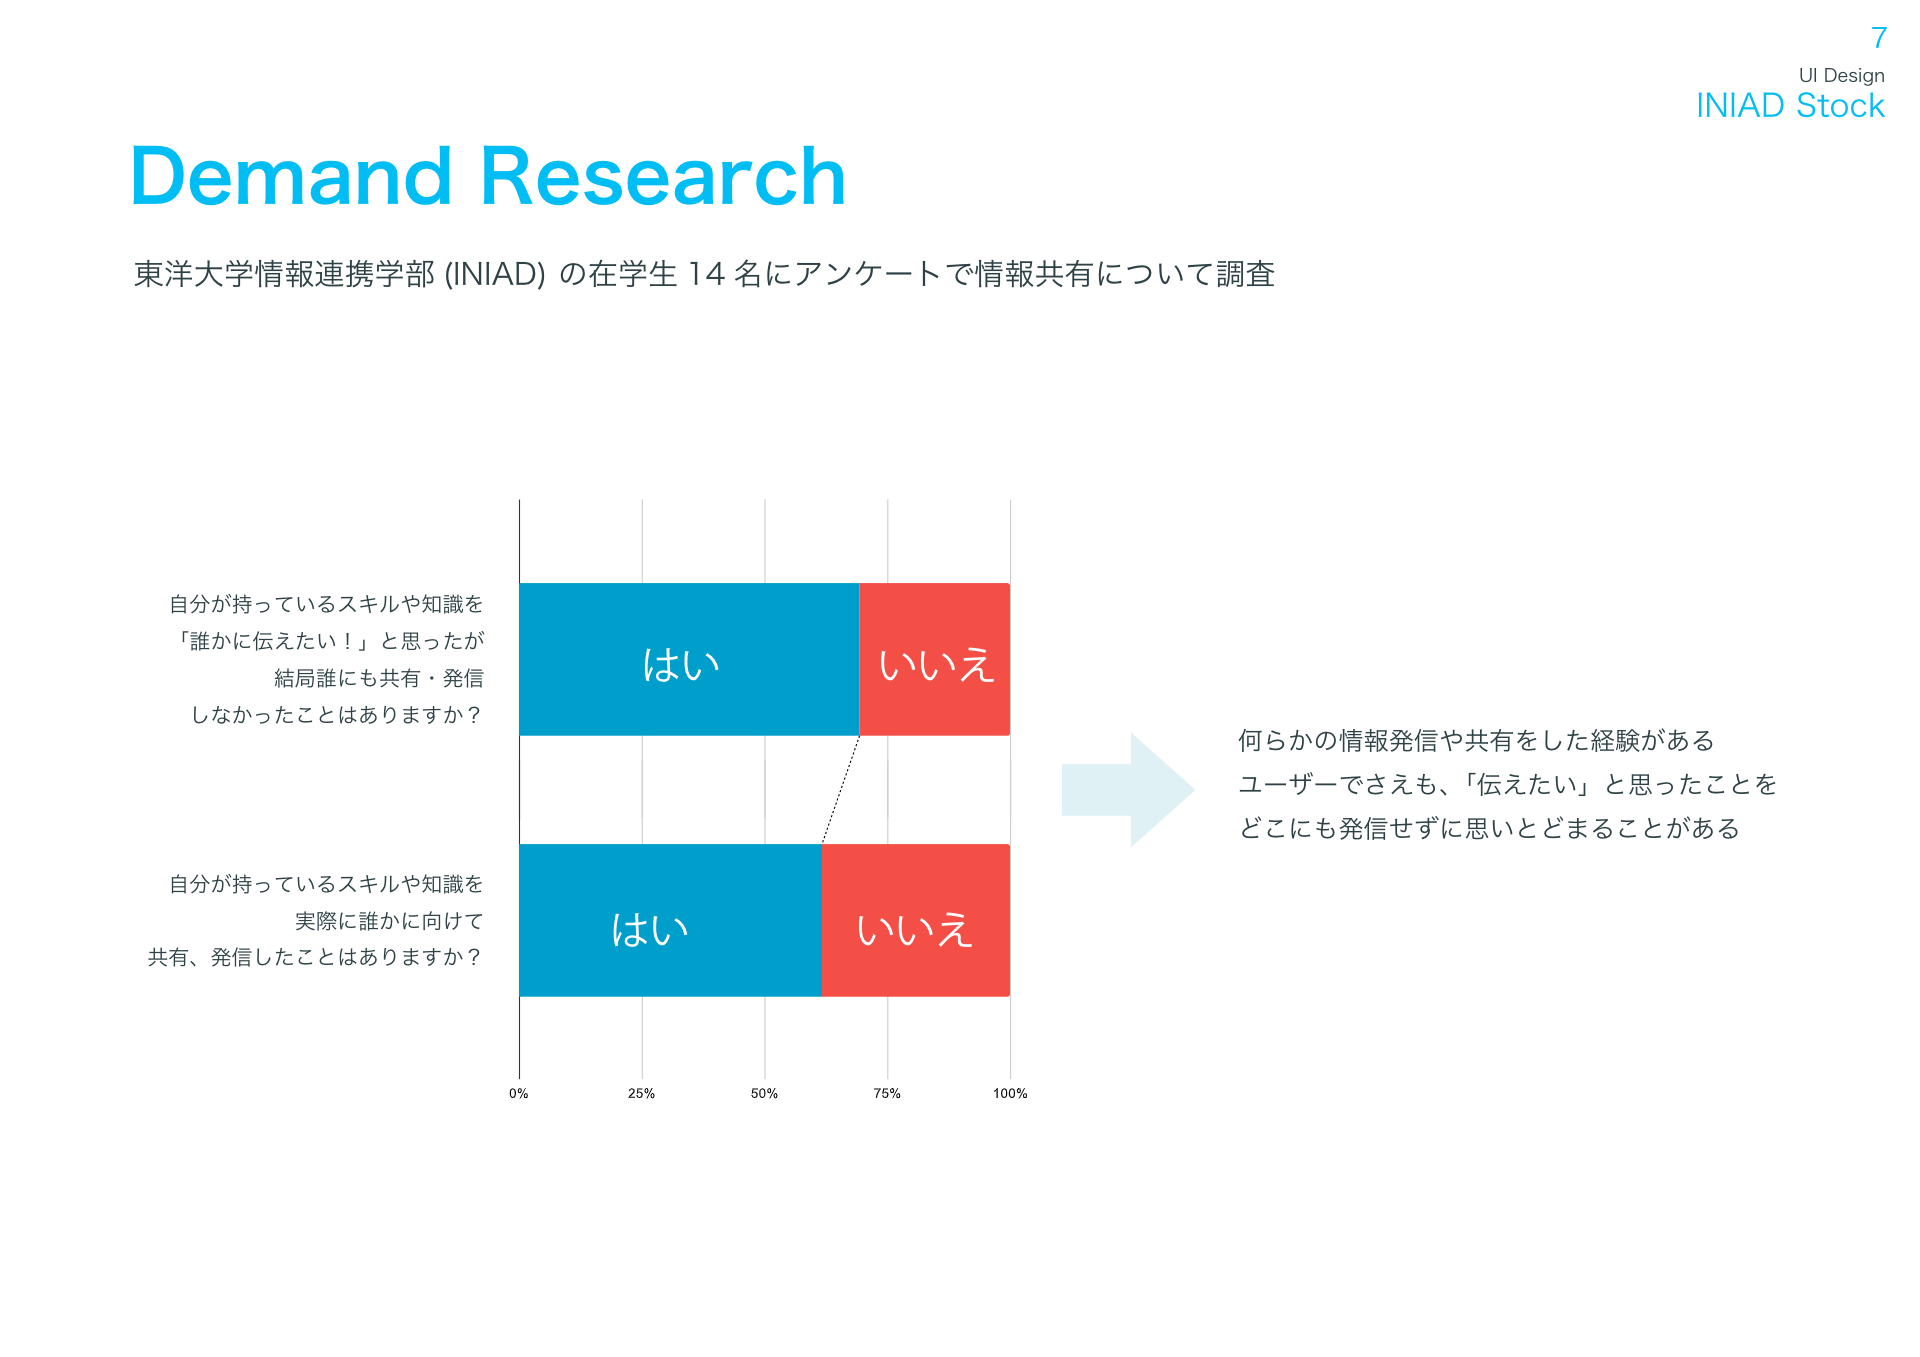 7
UI Design
INIAD Stock
Demand Research
東洋大学情報連携学部 (INIAD) の在学生 14 名にアンケートで情報共有について調査
自分が持っているスキルや知識を
「誰かに伝えたい！」と思ったが
結局誰にも共有・発信
しなかったことはありますか？
はい
いいえ
自分が持っているスキルや知識を
実際に誰かに向けて
共有、発信したことはありますか？
はい
いいえ
0%
25%
50%
75%
100%
何らかの情報発信や共有をした経験がある
ユーザーでさえも、「伝えたい」と思ったことを
どこにも発信せずに思いとどまることがある